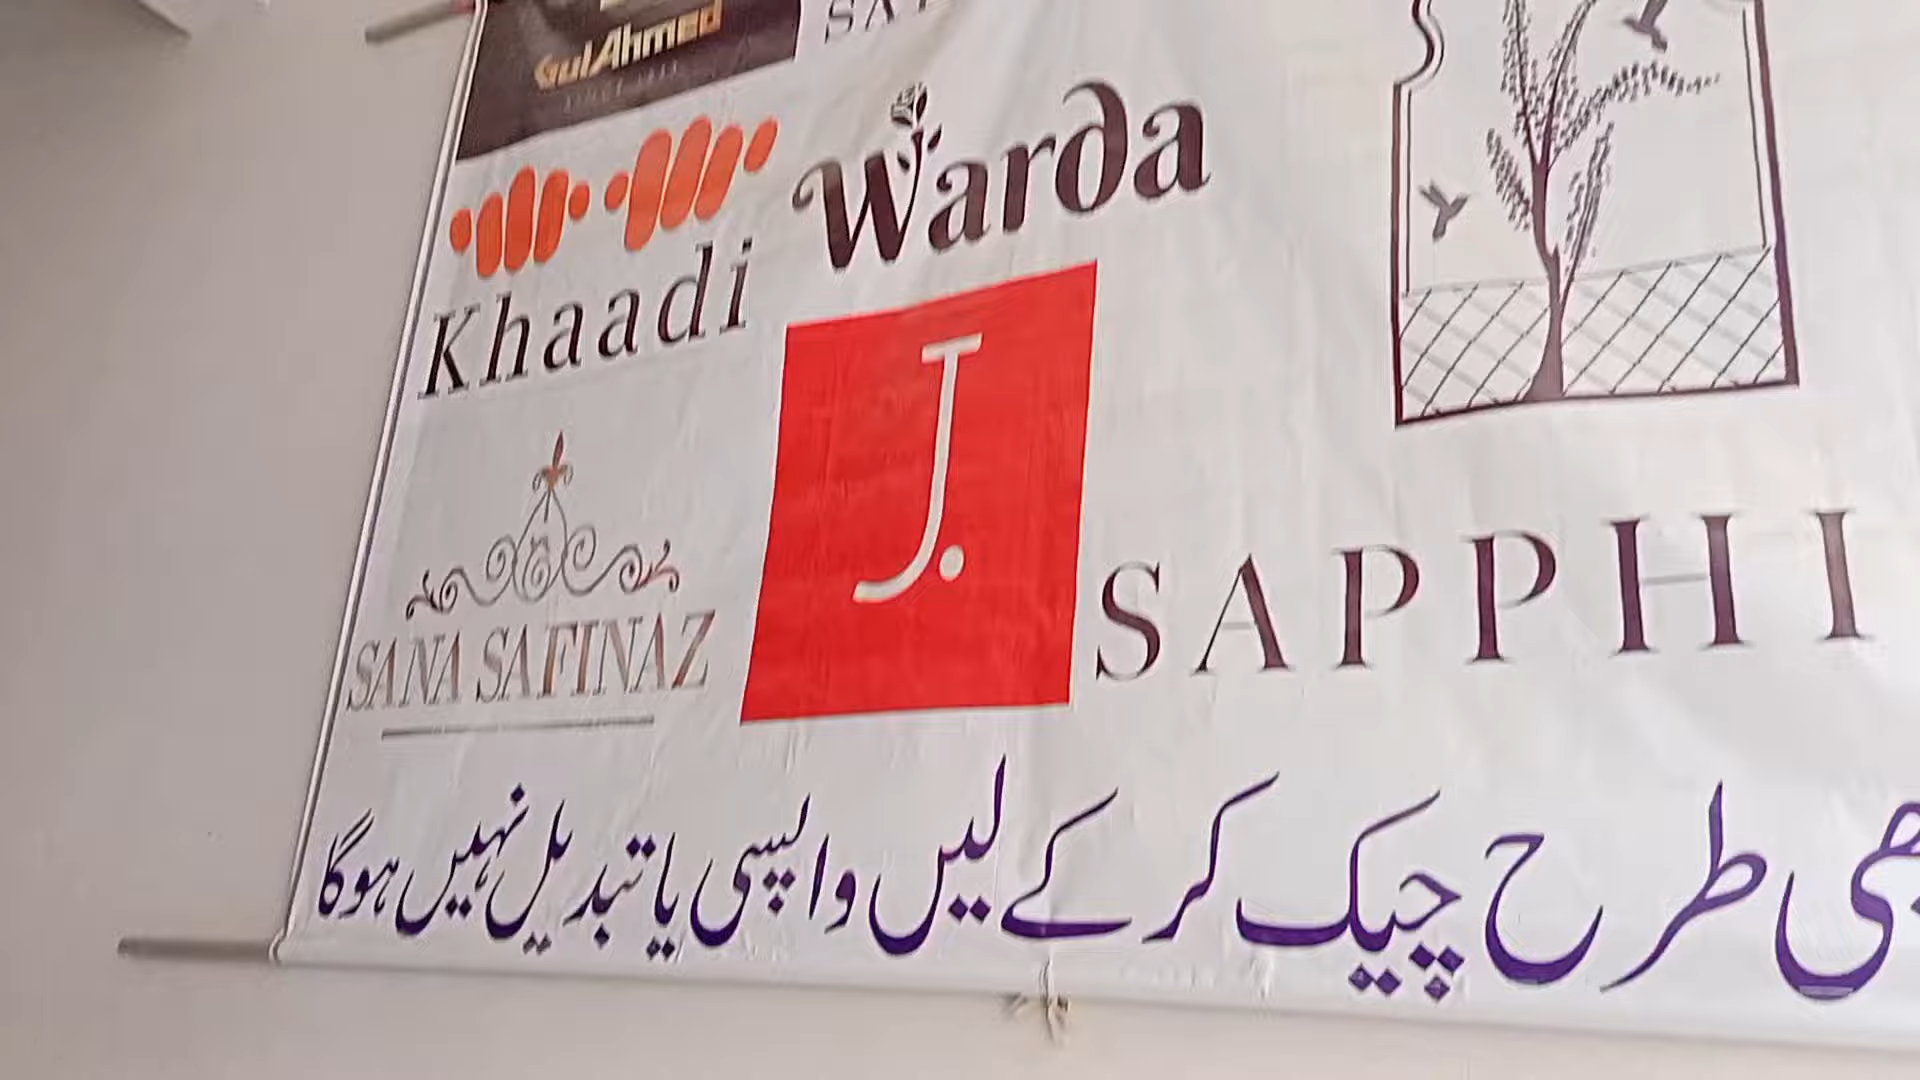 GulAhmed
Warda
Khaadi
J.
SANA SAFINAZ
SAPPHI
طرح چیک کر کے لیں واپسی یا تبدیل نہیں ہوگا